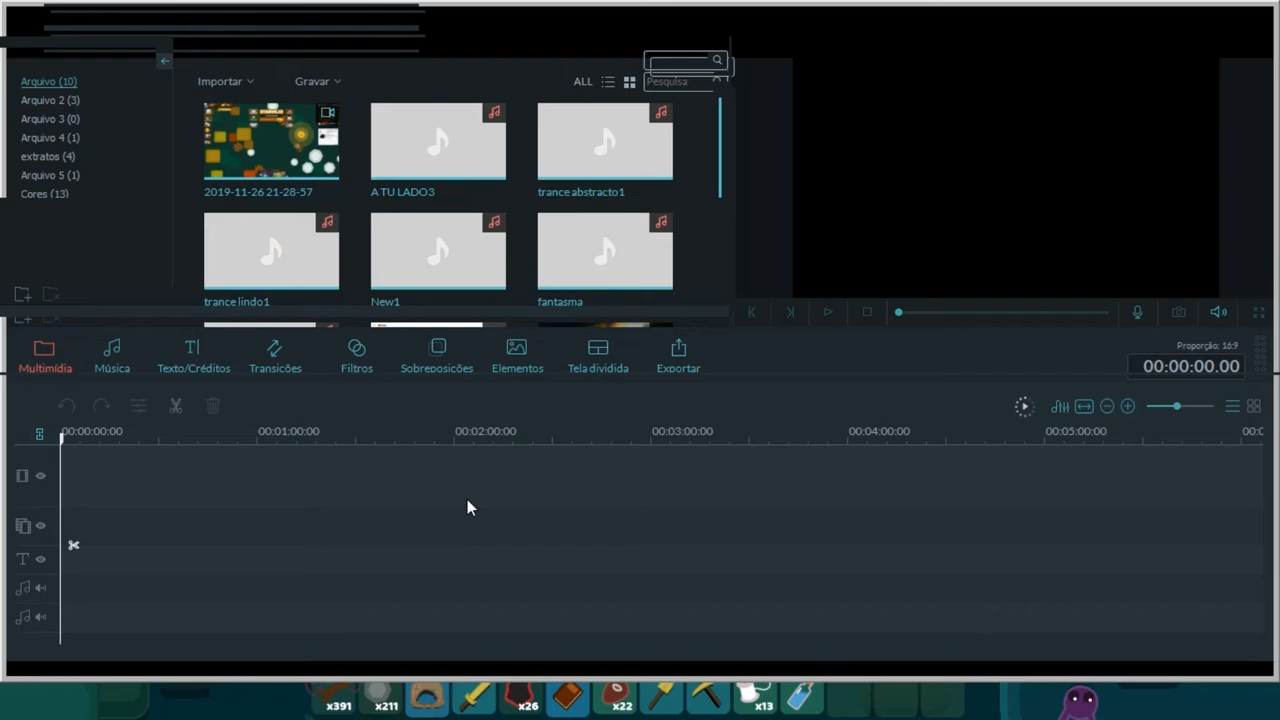 Arquivo (10)
Arquivo 2 (3)
Arquivo 3 (0)
Arquivo 4 (1)
extratos (4)
Arquivo 5 (1)
Cores (13)
Importar
Gravar
ALL
Pesquisa
2019-11-26 21-28-57
A TU LADO3
trance abstracto1
trance lindo1
New1
fantasma
Multimídia
Música
Texto/Créditos
Transições
Filtros
Sobreposições
Elementos
Tela dividida
Exportar
Proporção: 16:9
00:00:00.00
00:00:00:00
00:01:00:00
00:02:00:00
00:03:00:00
00:04:00:00
00:05:00:00
x391
x211
x26
x22
x13